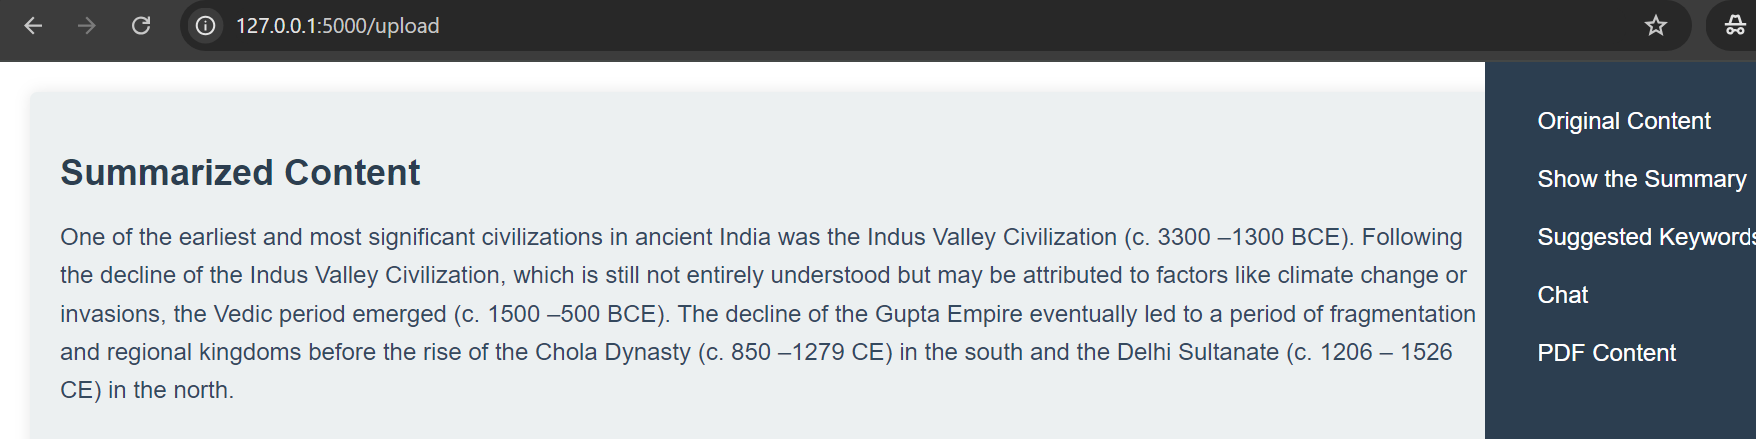 127.0.0.1:5000/upload
Summarized Content
One of the earliest and most significant civilizations in ancient India was the Indus Valley Civilization (c. 3300 –1300 BCE). Following
the decline of the Indus Valley Civilization, which is still not entirely understood but may be attributed to factors like climate change or
invasions, the Vedic period emerged (c. 1500 –500 BCE). The decline of the Gupta Empire eventually led to a period of fragmentation
and regional kingdoms before the rise of the Chola Dynasty (c. 850 –1279 CE) in the south and the Delhi Sultanate (c. 1206 – 1526
CE) in the north.
Original Content
Show the Summary
Suggested Keywords
Chat
PDF Content